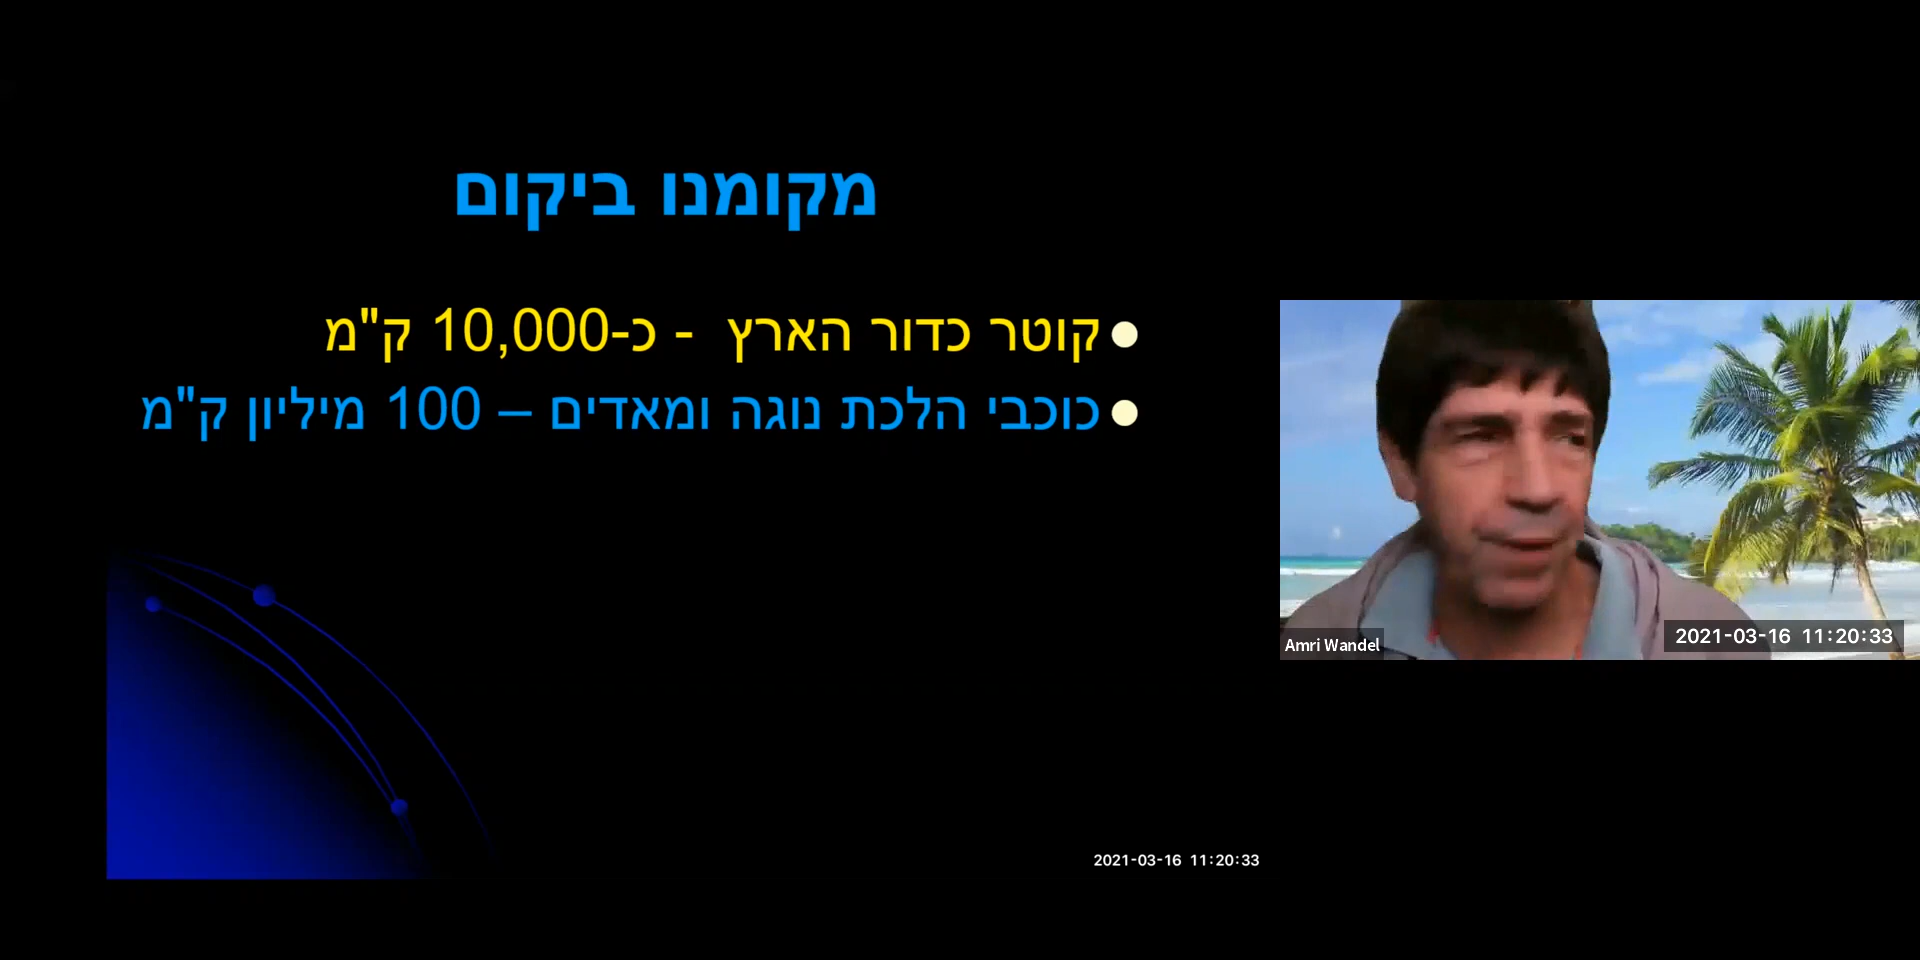 מקומנו ביקום
קוטר כדור הארץ - כ-10,000 ק"מ
כוכבי הלכת נוגה ומאדים – 100 מיליון ק"מ
Amri Wandel
2021-03-16 11:20:33
2021-03-16 11:20:33